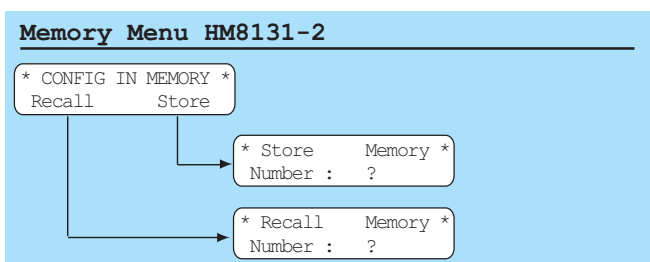 Memory Menu HM8131-2
* CONFIG IN MEMORY *
Recall Store
* Store Memory *
Number : ?
* Recall Memory *
Number : ?